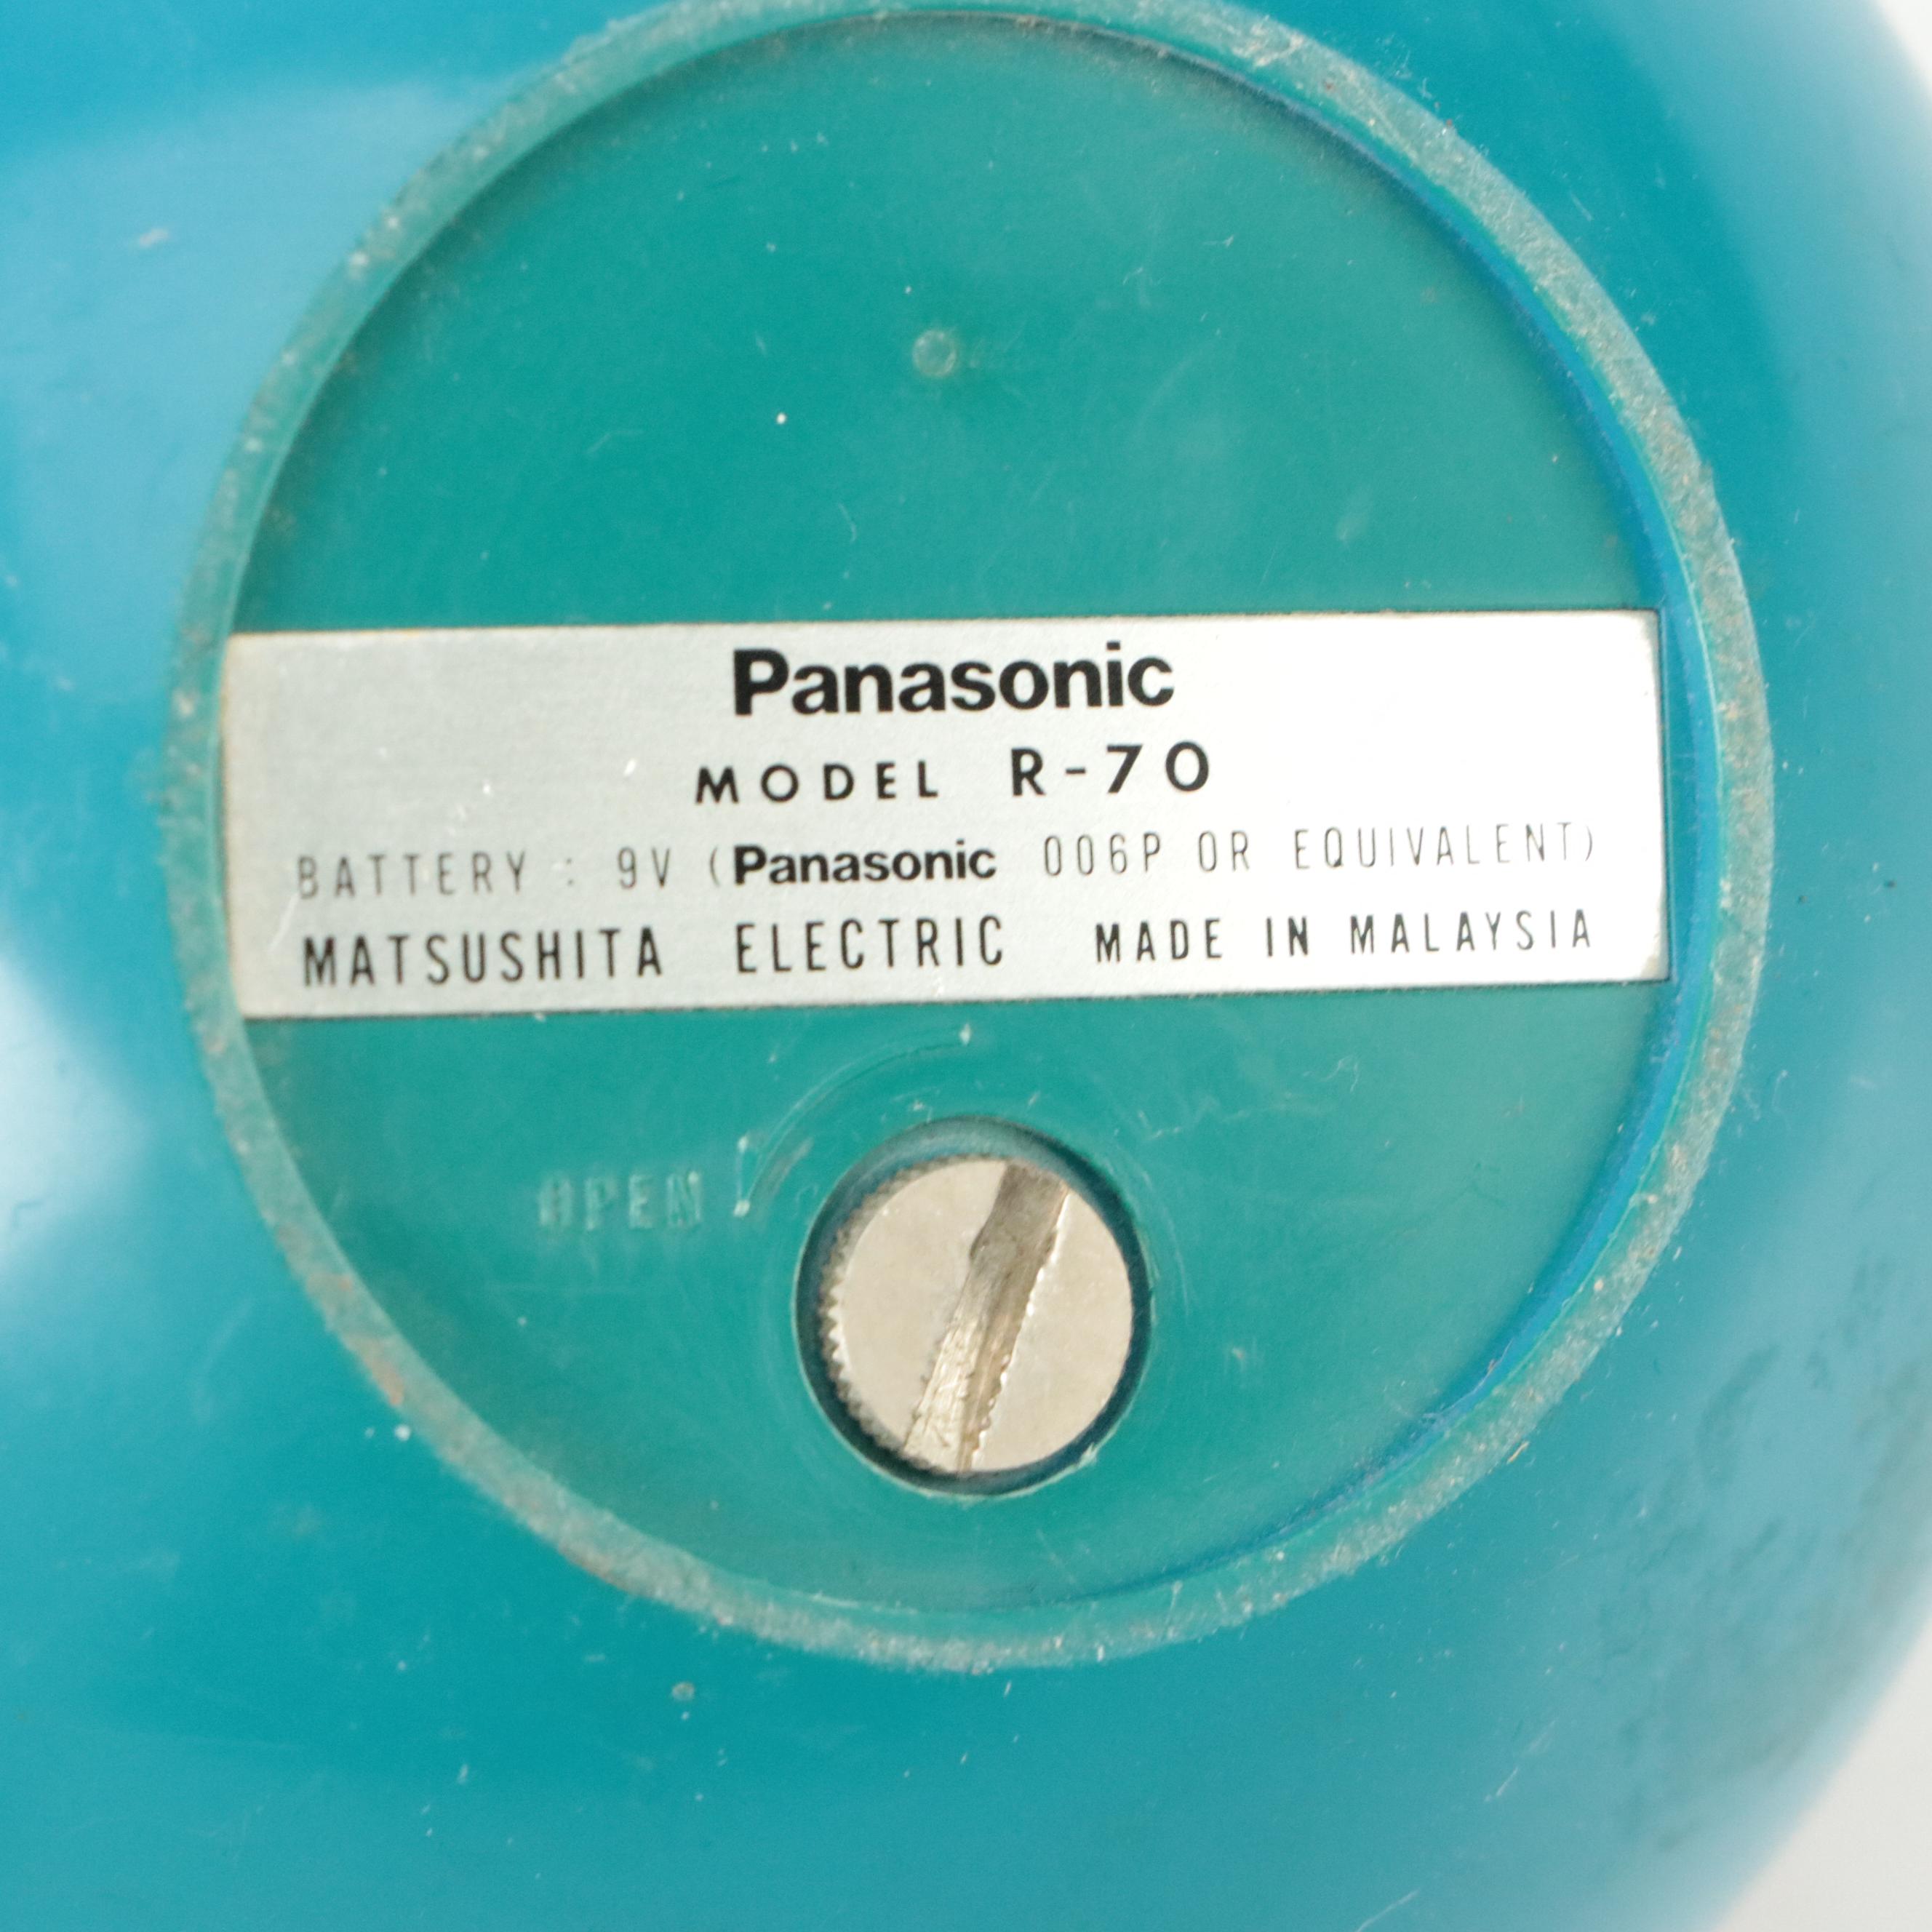 Panasonic
MODEL R-70
BATTERY : 9V (Panasonic 006P OR EQUIVALENT)
MATSUSHITA ELECTRIC MADE IN MALAYSIA
OPEN